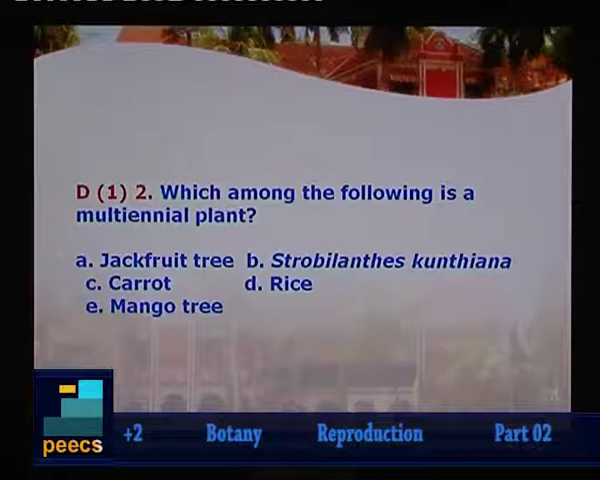 D (1) 2. Which among the following is a
multiennial plant?
a. Jackfruit tree b. Strobilanthes kunthiana
c. Carrot d. Rice
e. Mango tree
peecs
+2 Botany Reproduction Part 02